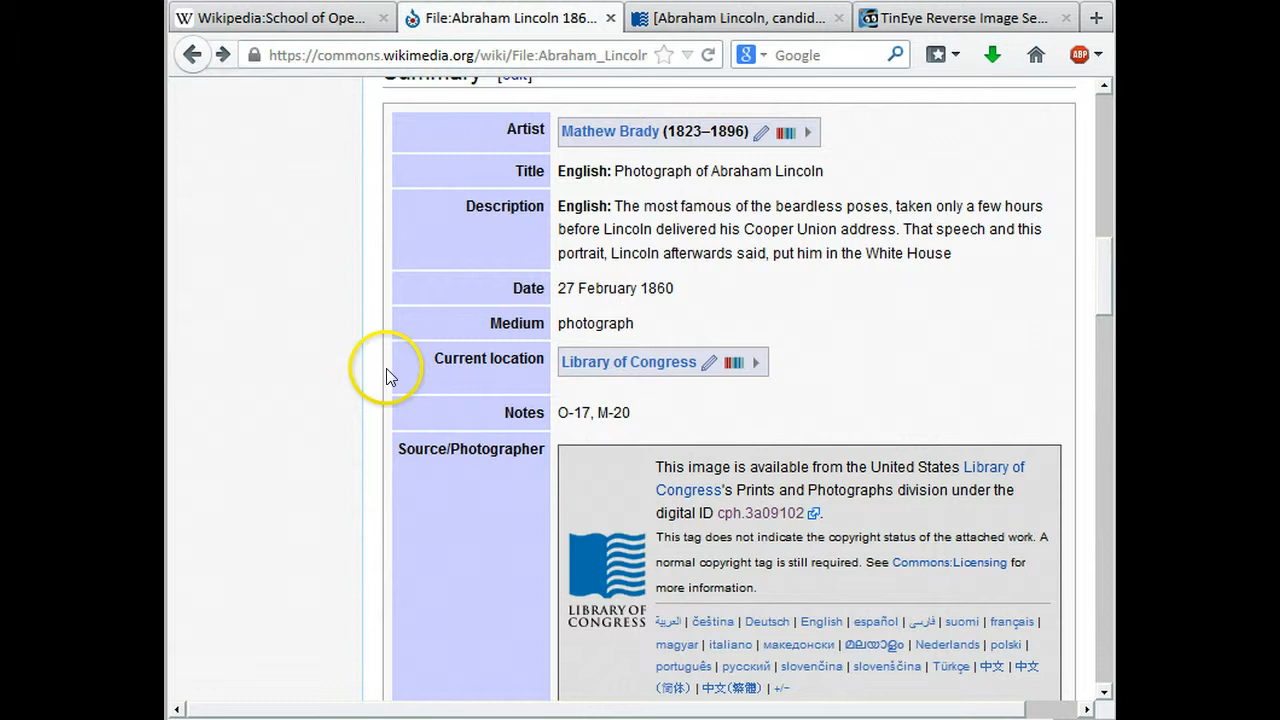 Wikipedia:School of Ope...
File:Abraham Lincoln 186...
[Abraham Lincoln, candid...
TinEye Reverse Image Se...
https://commons.wikimedia.org/wiki/File:Abraham_Lincoln
Google
Summary [edit]
Artist Mathew Brady (1823–1896)
Title English: Photograph of Abraham Lincoln
Description English: The most famous of the beardless poses, taken only a few hours
before Lincoln delivered his Cooper Union address. That speech and this
portrait, Lincoln afterwards said, put him in the White House
Date 27 February 1860
Medium photograph
Current location Library of Congress
Notes O-17, M-20
Source/Photographer
This image is available from the United States Library of
Congress's Prints and Photographs division under the
digital ID cph.3a09102.
This tag does not indicate the copyright status of the attached work. A
normal copyright tag is still required. See Commons:Licensing for
more information.
LIBRARY OF
CONGRESS
العربية | čeština | Deutsch | English | español | فارسی | suomi | français |
magyar | italiano | македонски | മലയാളം | Nederlands | polski |
português | русский | slovenčina | slovenščina | Türkçe | 中文 | 中文
(简体) | 中文(繁體) | +/−
ABP